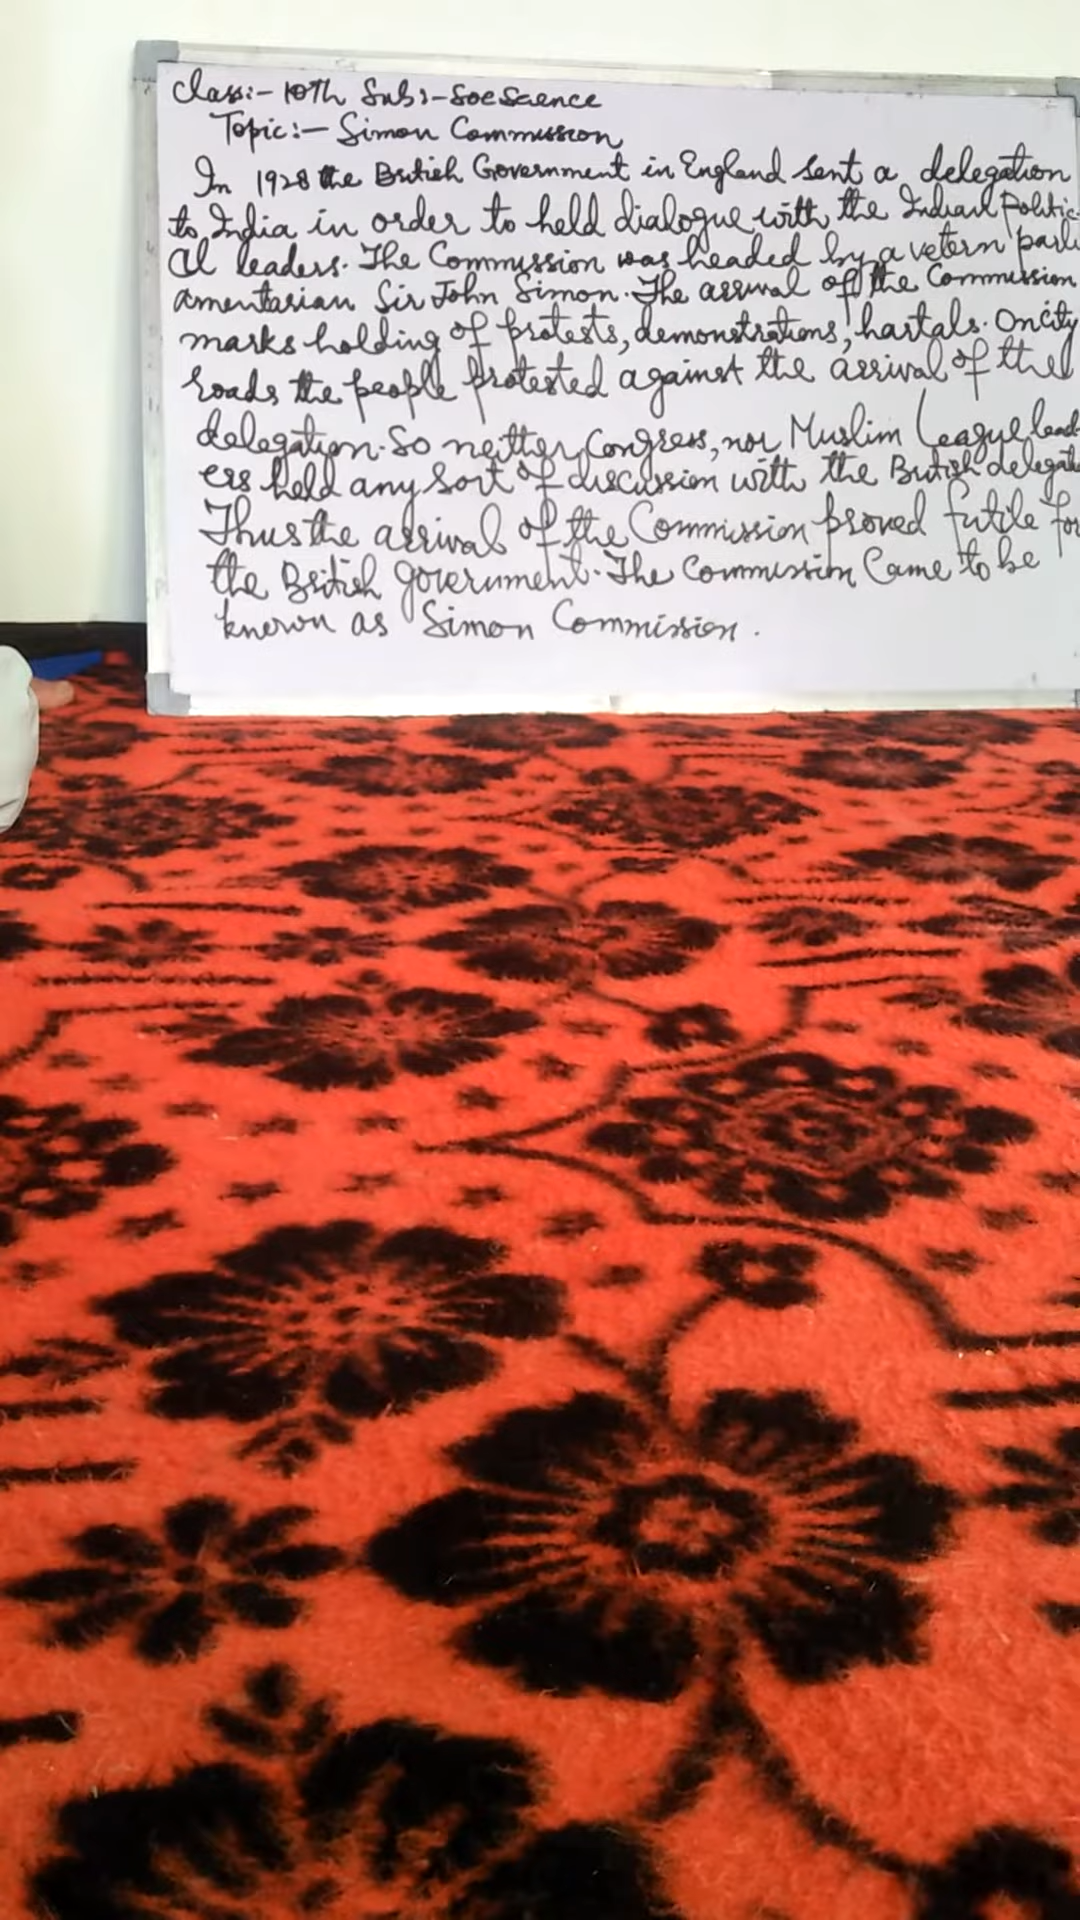 Class:- 10th Sub:- Soc Science
Topic:- Simon Commission
In 1928 the British Government in England sent a delegation
to India in order to held dialogue with the Indian Politic-
al leaders. The Commission was headed by a vetern parli
amentarian Sir John Simon. The arrival of the Commission
marks holding of protests, demonstrations, hartals. On city
roads the people protested against the arrival of the
delegation. So neither Congress, nor Muslim League lead-
ers held any sort of discussion with the British delegate
Thus the arrival of the Commission proved futile for
the British government. The Commission Came to be
known as Simon Commission.